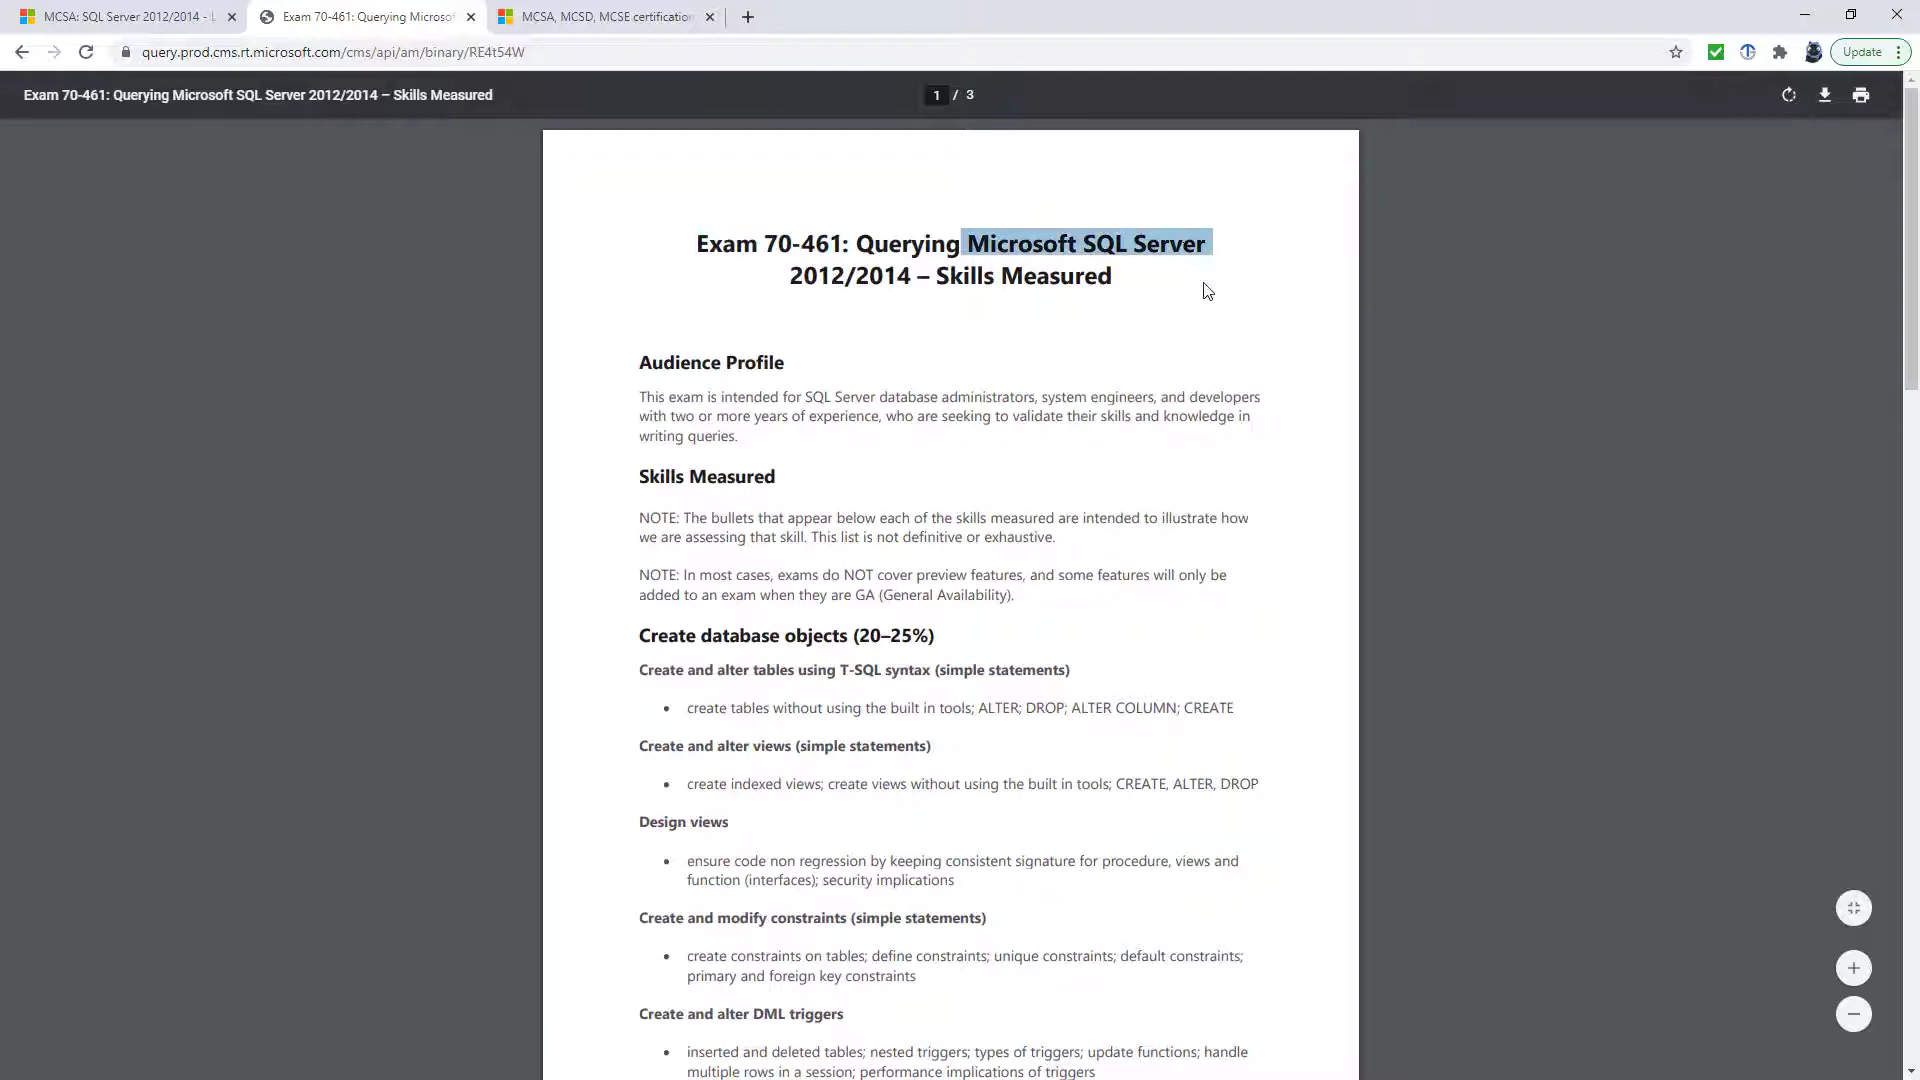 MCSA: SQL Server 2012/2014 -
Exam 70-461: Querying Microsof
MCSA, MCSD, MCSE certification
query.prod.cms.rt.microsoft.com/cms/api/am/binary/RE4t54W
Update
Exam 70-461: Querying Microsoft SQL Server 2012/2014 – Skills Measured
1 / 3
Exam 70-461: Querying Microsoft SQL Server
2012/2014 – Skills Measured
Audience Profile
This exam is intended for SQL Server database administrators, system engineers, and developers
with two or more years of experience, who are seeking to validate their skills and knowledge in
writing queries.
Skills Measured
NOTE: The bullets that appear below each of the skills measured are intended to illustrate how
we are assessing that skill. This list is not definitive or exhaustive.
NOTE: In most cases, exams do NOT cover preview features, and some features will only be
added to an exam when they are GA (General Availability).
Create database objects (20–25%)
Create and alter tables using T-SQL syntax (simple statements)
• create tables without using the built in tools; ALTER; DROP; ALTER COLUMN; CREATE
Create and alter views (simple statements)
• create indexed views; create views without using the built in tools; CREATE, ALTER, DROP
Design views
• ensure code non regression by keeping consistent signature for procedure, views and
function (interfaces); security implications
Create and modify constraints (simple statements)
• create constraints on tables; define constraints; unique constraints; default constraints;
primary and foreign key constraints
Create and alter DML triggers
• inserted and deleted tables; nested triggers; types of triggers; update functions; handle
multiple rows in a session; performance implications of triggers